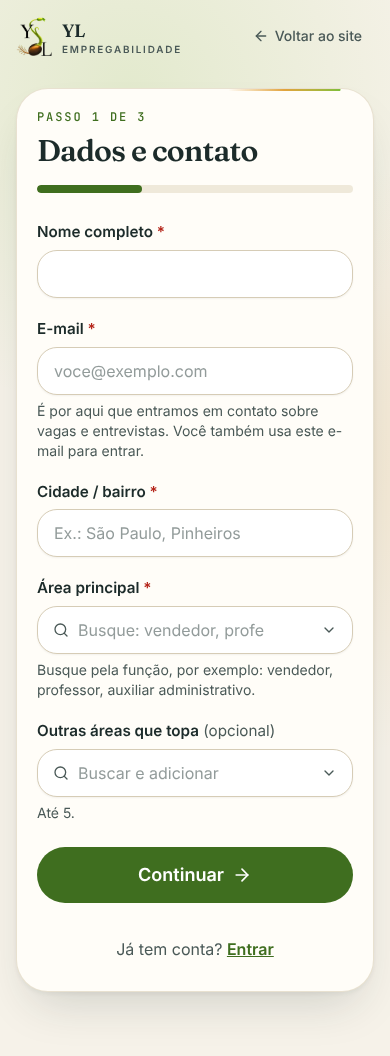 YL
YL
EMPREGABILIDADE
← Voltar ao site
PASSO 1 DE 3
Dados e contato
Nome completo *
E-mail *
voce@exemplo.com
É por aqui que entramos em contato sobre
vagas e entrevistas. Você também usa este e-
mail para entrar.
Cidade / bairro *
Ex.: São Paulo, Pinheiros
Área principal *
Busque: vendedor, profe
Busque pela função, por exemplo: vendedor,
professor, auxiliar administrativo.
Outras áreas que topa (opcional)
Buscar e adicionar
Até 5.
Continuar →
Já tem conta? Entrar